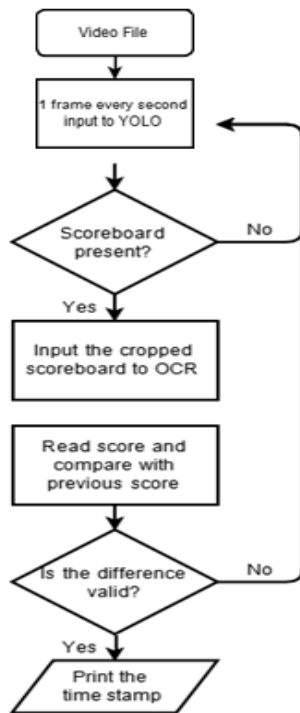 Video File
1 frame every second
input to YOLO
Scoreboard
present?
No
Yes
Input the cropped
scoreboard to OCR
Read score and
compare with
previous score
Is the difference
valid?
No
Yes
Print the
time stamp